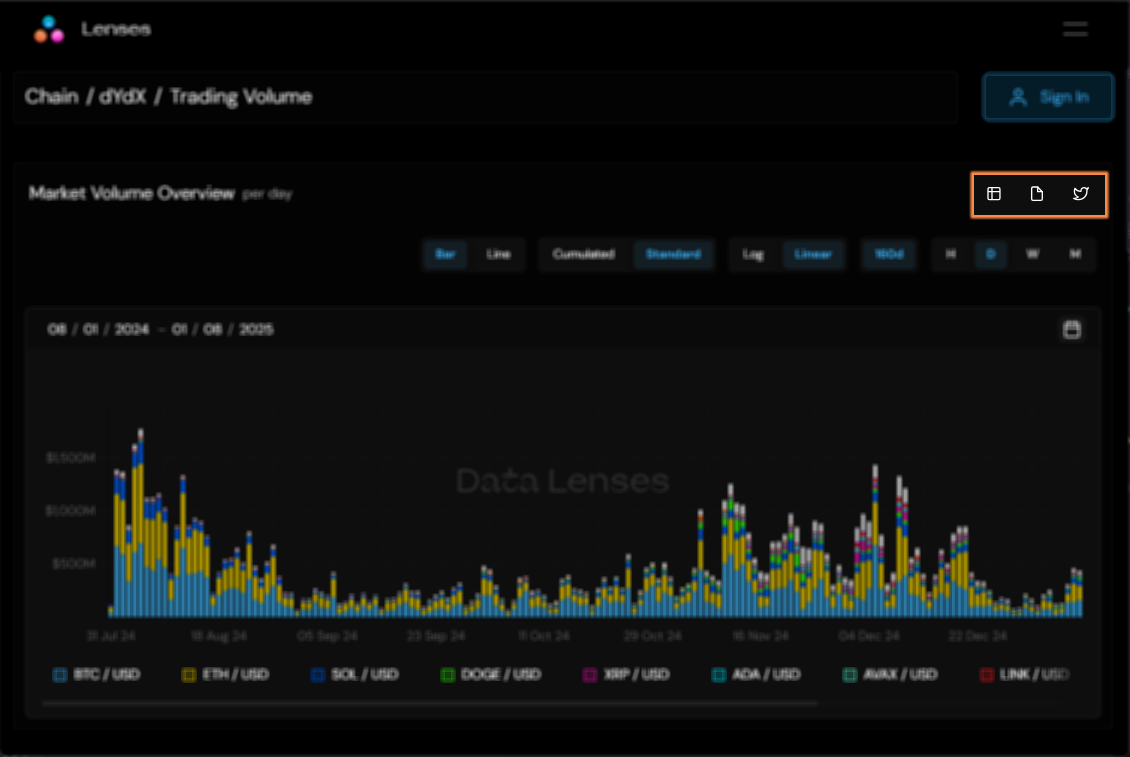 Lenses
Chain / dYdX / Trading Volume
Sign In
Market Volume Overview per day
Bar Line Cumulated Standard Log Linear 160d H D W M
08 / 01 / 2024 - 01 / 08 / 2025
Data Lenses
$1,500M
$1,000M
$500M
31 Jul 24 18 Aug 24 05 Sep 24 23 Sep 24 11 Oct 24 29 Oct 24 16 Nov 24 04 Dec 24 22 Dec 24
BTC / USD ETH / USD SOL / USD DOGE / USD XRP / USD ADA / USD AVAX / USD LINK / USD